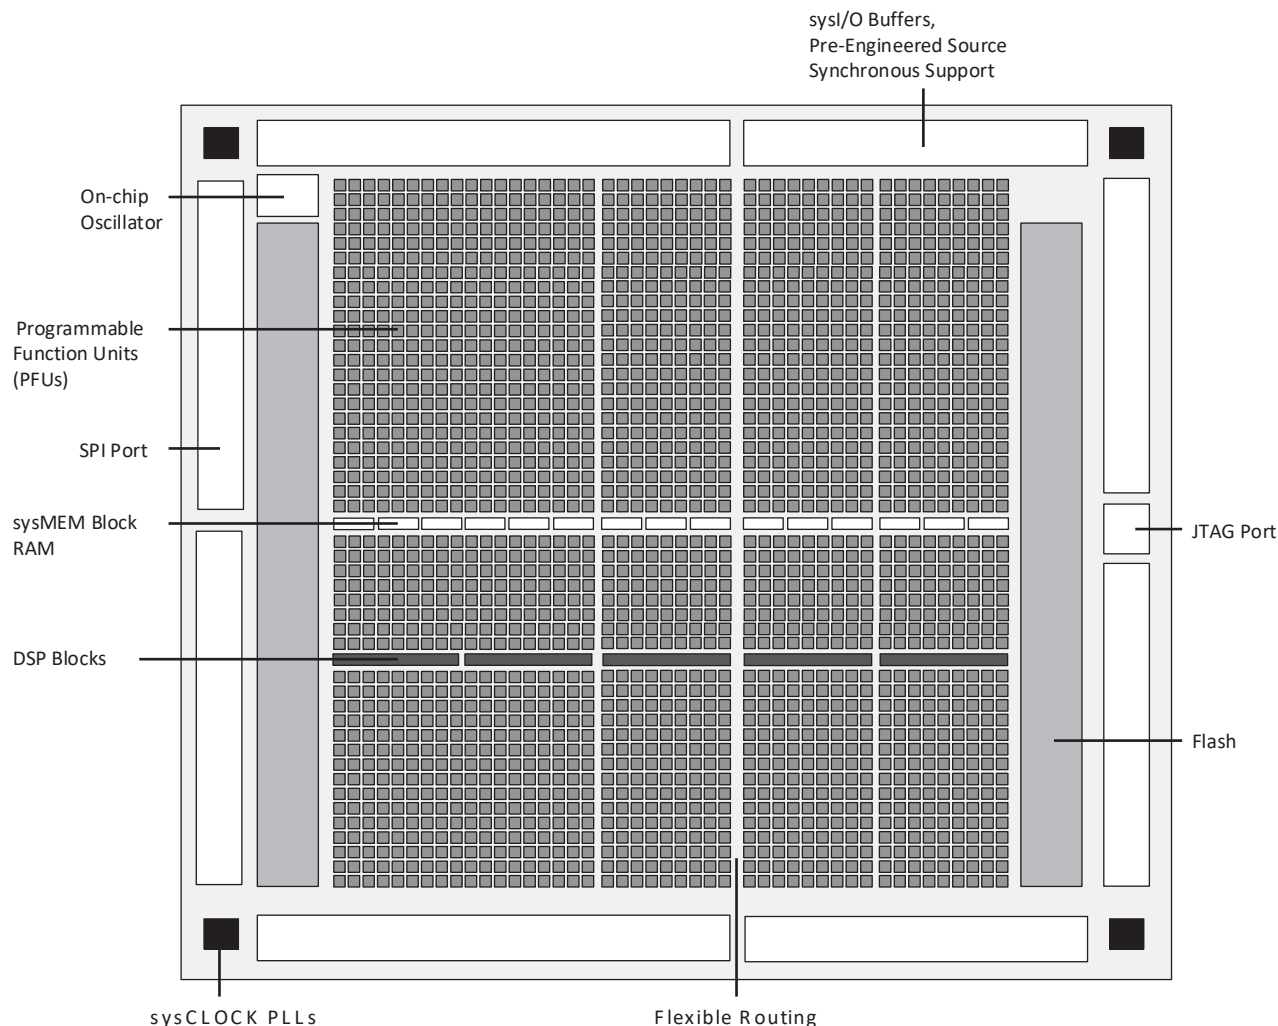 sysI/O Buffers,
Pre-Engineered Source
Synchronous Support
On-chip
Oscillator
Programmable
Function Units
(PFUs)
SPI Port
sysMEM Block
RAM
JTAG Port
DSP Blocks
Flash
sysCLOCK PLLs
Flexible Routing